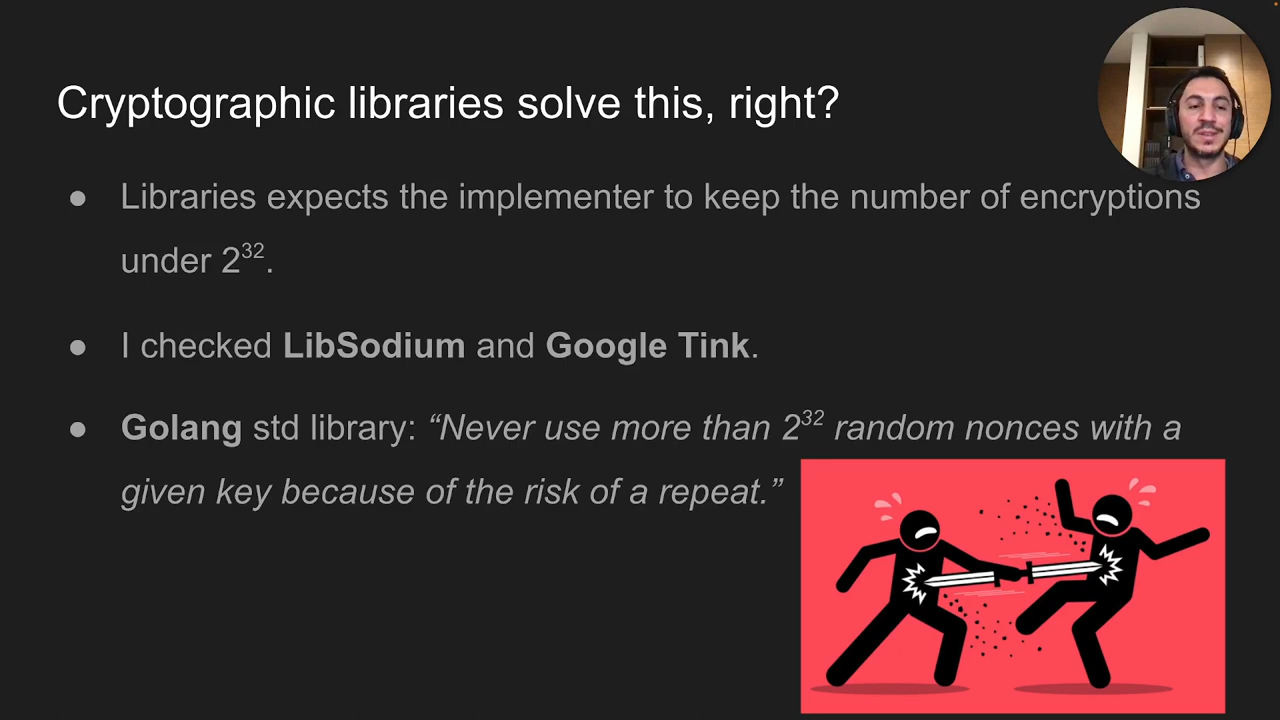 Cryptographic libraries solve this, right?
● Libraries expects the implementer to keep the number of encryptions
under 2³².
● I checked LibSodium and Google Tink.
● Golang std library: “Never use more than 2³² random nonces with a
given key because of the risk of a repeat.”